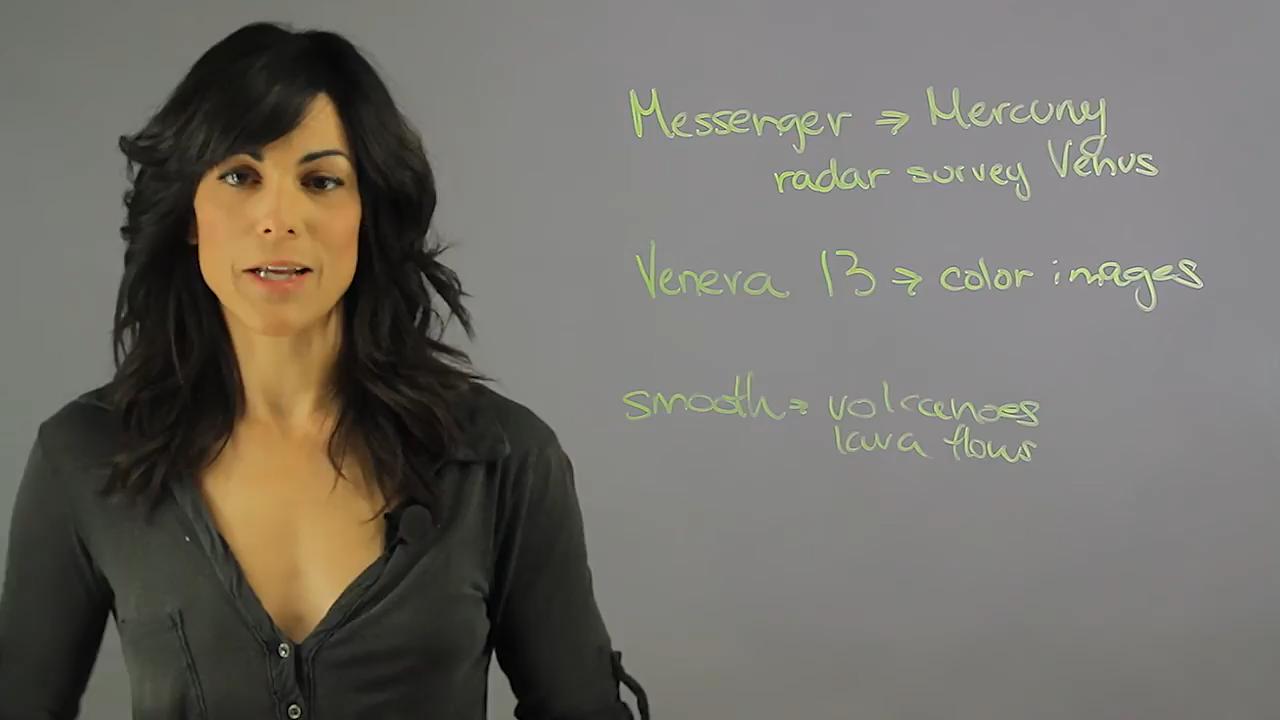 Messenger → Mercury
radar survey Venus
Venera 13 → color images
smooth → volcanoes
lava flows